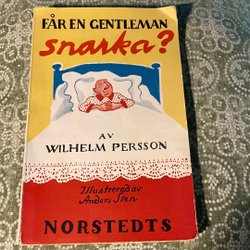 FÅR EN GENTLEMAN
snarka?
AV
WILHELM PERSSON
Illustrerad av
Anders Sten
NORSTEDTS